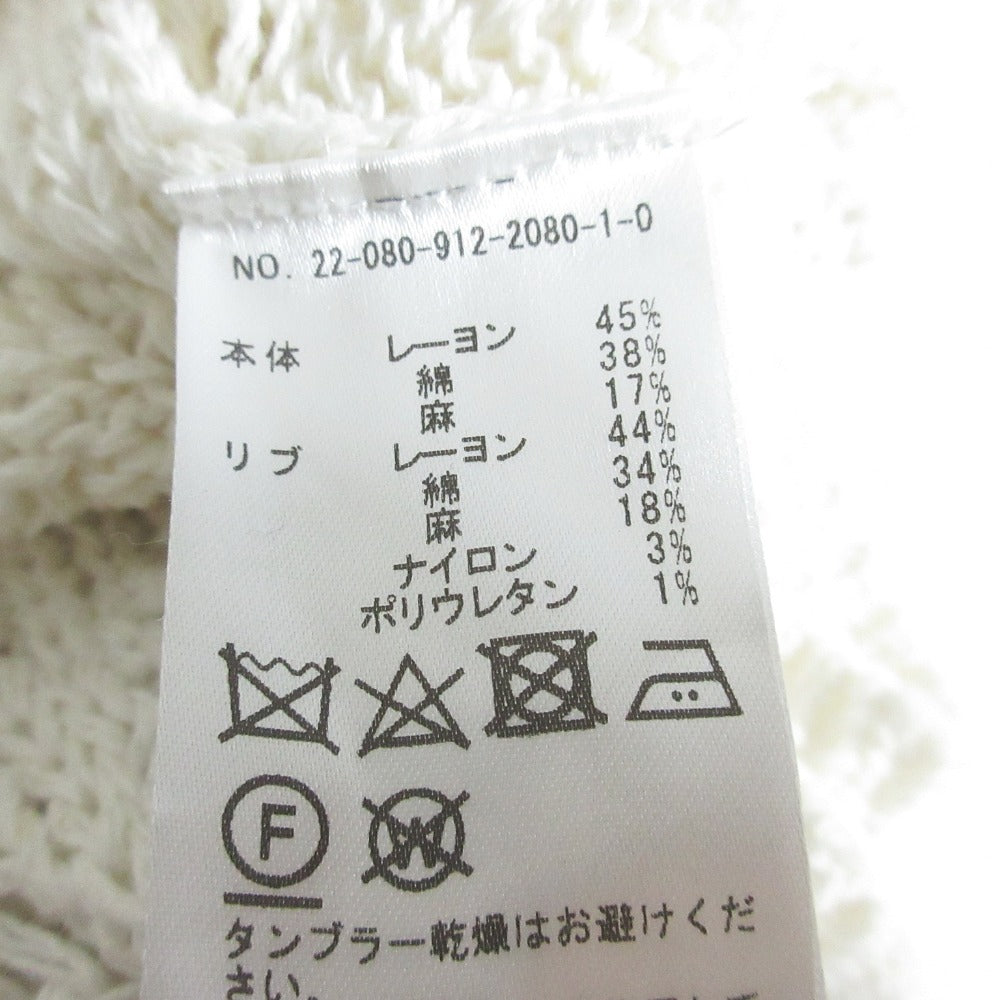 NO. 22-080-912-2080-1-0
本体 レーヨン 45%
綿 38%
麻 17%
リブ レーヨン 44%
綿 34%
麻 18%
ナイロン 3%
ポリウレタン 1%
F W
タンブラー乾燥はお避けくだ
さい。